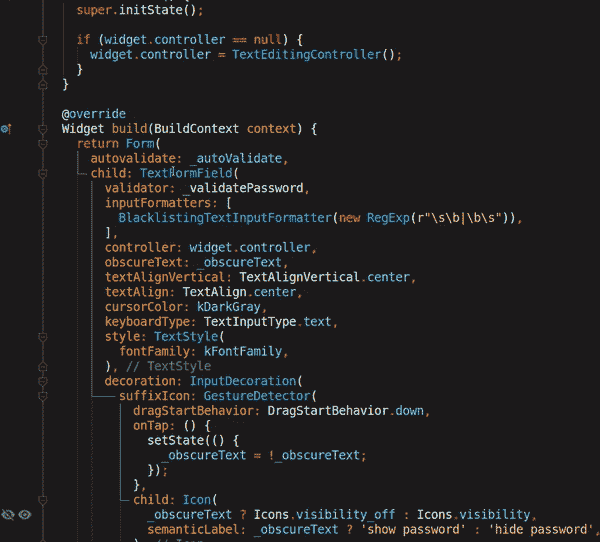 super.initState();
if (widget.controller == null) {
widget.controller = TextEditingController();
}
}
@override
Widget build(BuildContext context) {
return Form(
autovalidate: _autoValidate,
child: TextFormField(
validator: _validatePassword,
inputFormatters: [
BlacklistingTextInputFormatter(new RegExp(r"\s\b|\b\s")),
],
controller: widget.controller,
obscureText: _obscureText,
textAlignVertical: TextAlignVertical.center,
textAlign: TextAlign.center,
cursorColor: kDarkGray,
keyboardType: TextInputType.text,
style: TextStyle(
fontFamily: kFontFamily,
), // TextStyle
decoration: InputDecoration(
suffixIcon: GestureDetector(
dragStartBehavior: DragStartBehavior.down,
onTap: () {
setState(() {
_obscureText = !_obscureText;
});
},
child: Icon(
_obscureText ? Icons.visibility_off : Icons.visibility,
semanticLabel: _obscureText ? 'show password' : 'hide password',